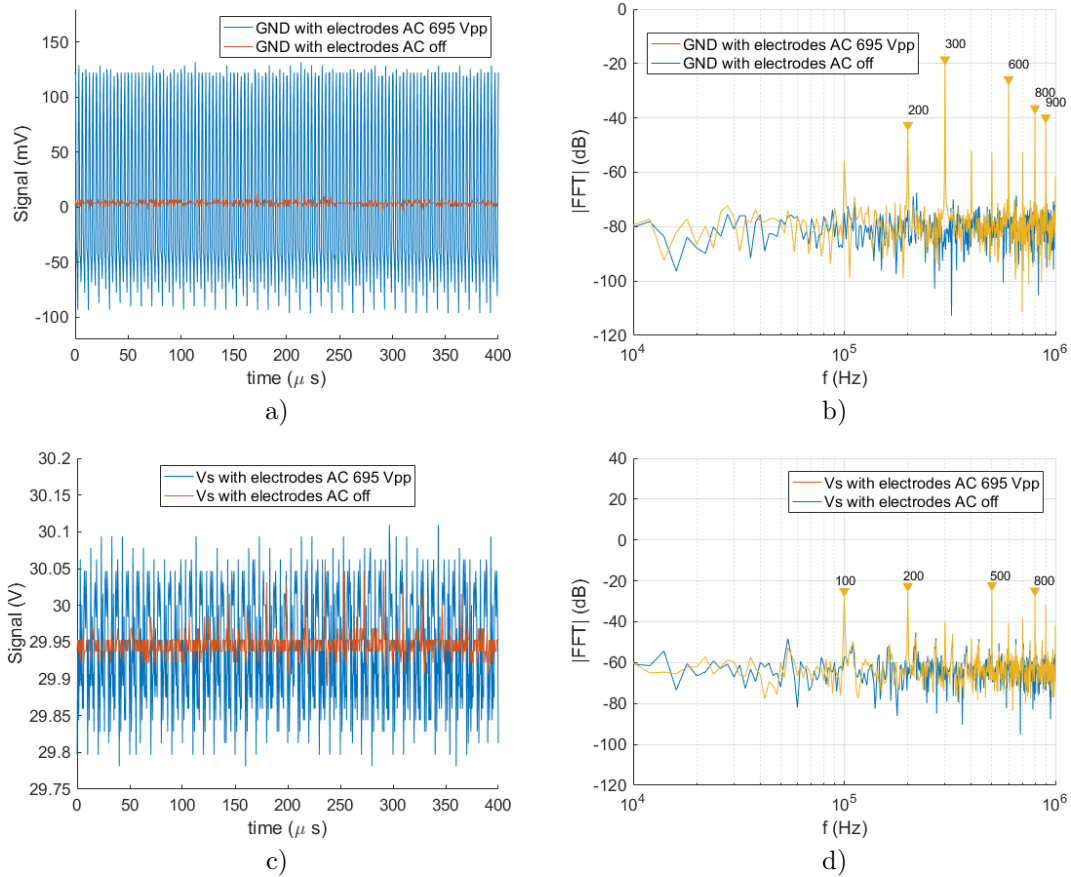 GND with electrodes AC 695 Vpp
GND with electrodes AC off
Signal (mV)
150
100
50
0
-50
-100
0 50 100 150 200 250 300 350 400
time (μ s)
a)
GND with electrodes AC 695 Vpp
GND with electrodes AC off
|FFT| (dB)
0
-20
-40
-60
-80
-100
-120
200
300
600
800
900
10^4 10^5 10^6
f (Hz)
b)
Vs with electrodes AC 695 Vpp
Vs with electrodes AC off
Signal (V)
30.2
30.15
30.1
30.05
30
29.95
29.9
29.85
29.8
29.75
0 50 100 150 200 250 300 350 400
time (μ s)
c)
Vs with electrodes AC 695 Vpp
Vs with electrodes AC off
|FFT| (dB)
40
20
0
-20
-40
-60
-80
-100
-120
100
200
500
800
10^4 10^5 10^6
f (Hz)
d)